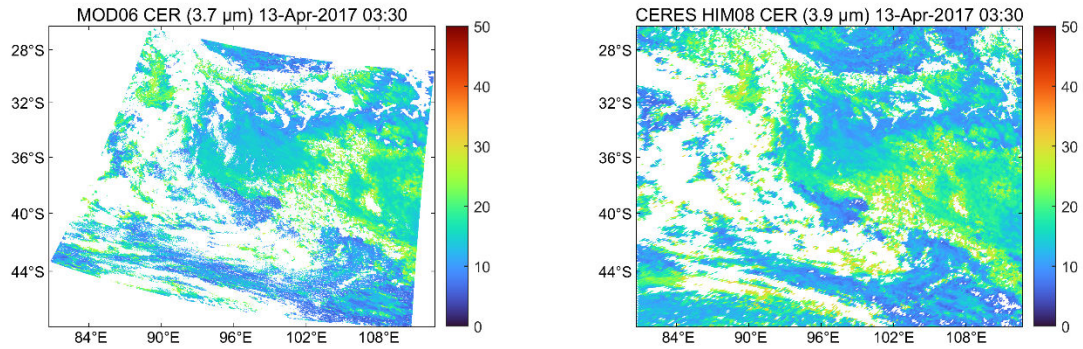 MOD06 CER (3.7 μm) 13-Apr-2017 03:30
28°S
32°S
36°S
40°S
44°S
84°E 90°E 96°E 102°E 108°E
50
40
30
20
10
0
CERES HIM08 CER (3.9 μm) 13-Apr-2017 03:30
28°S
32°S
36°S
40°S
44°S
84°E 90°E 96°E 102°E 108°E
50
40
30
20
10
0